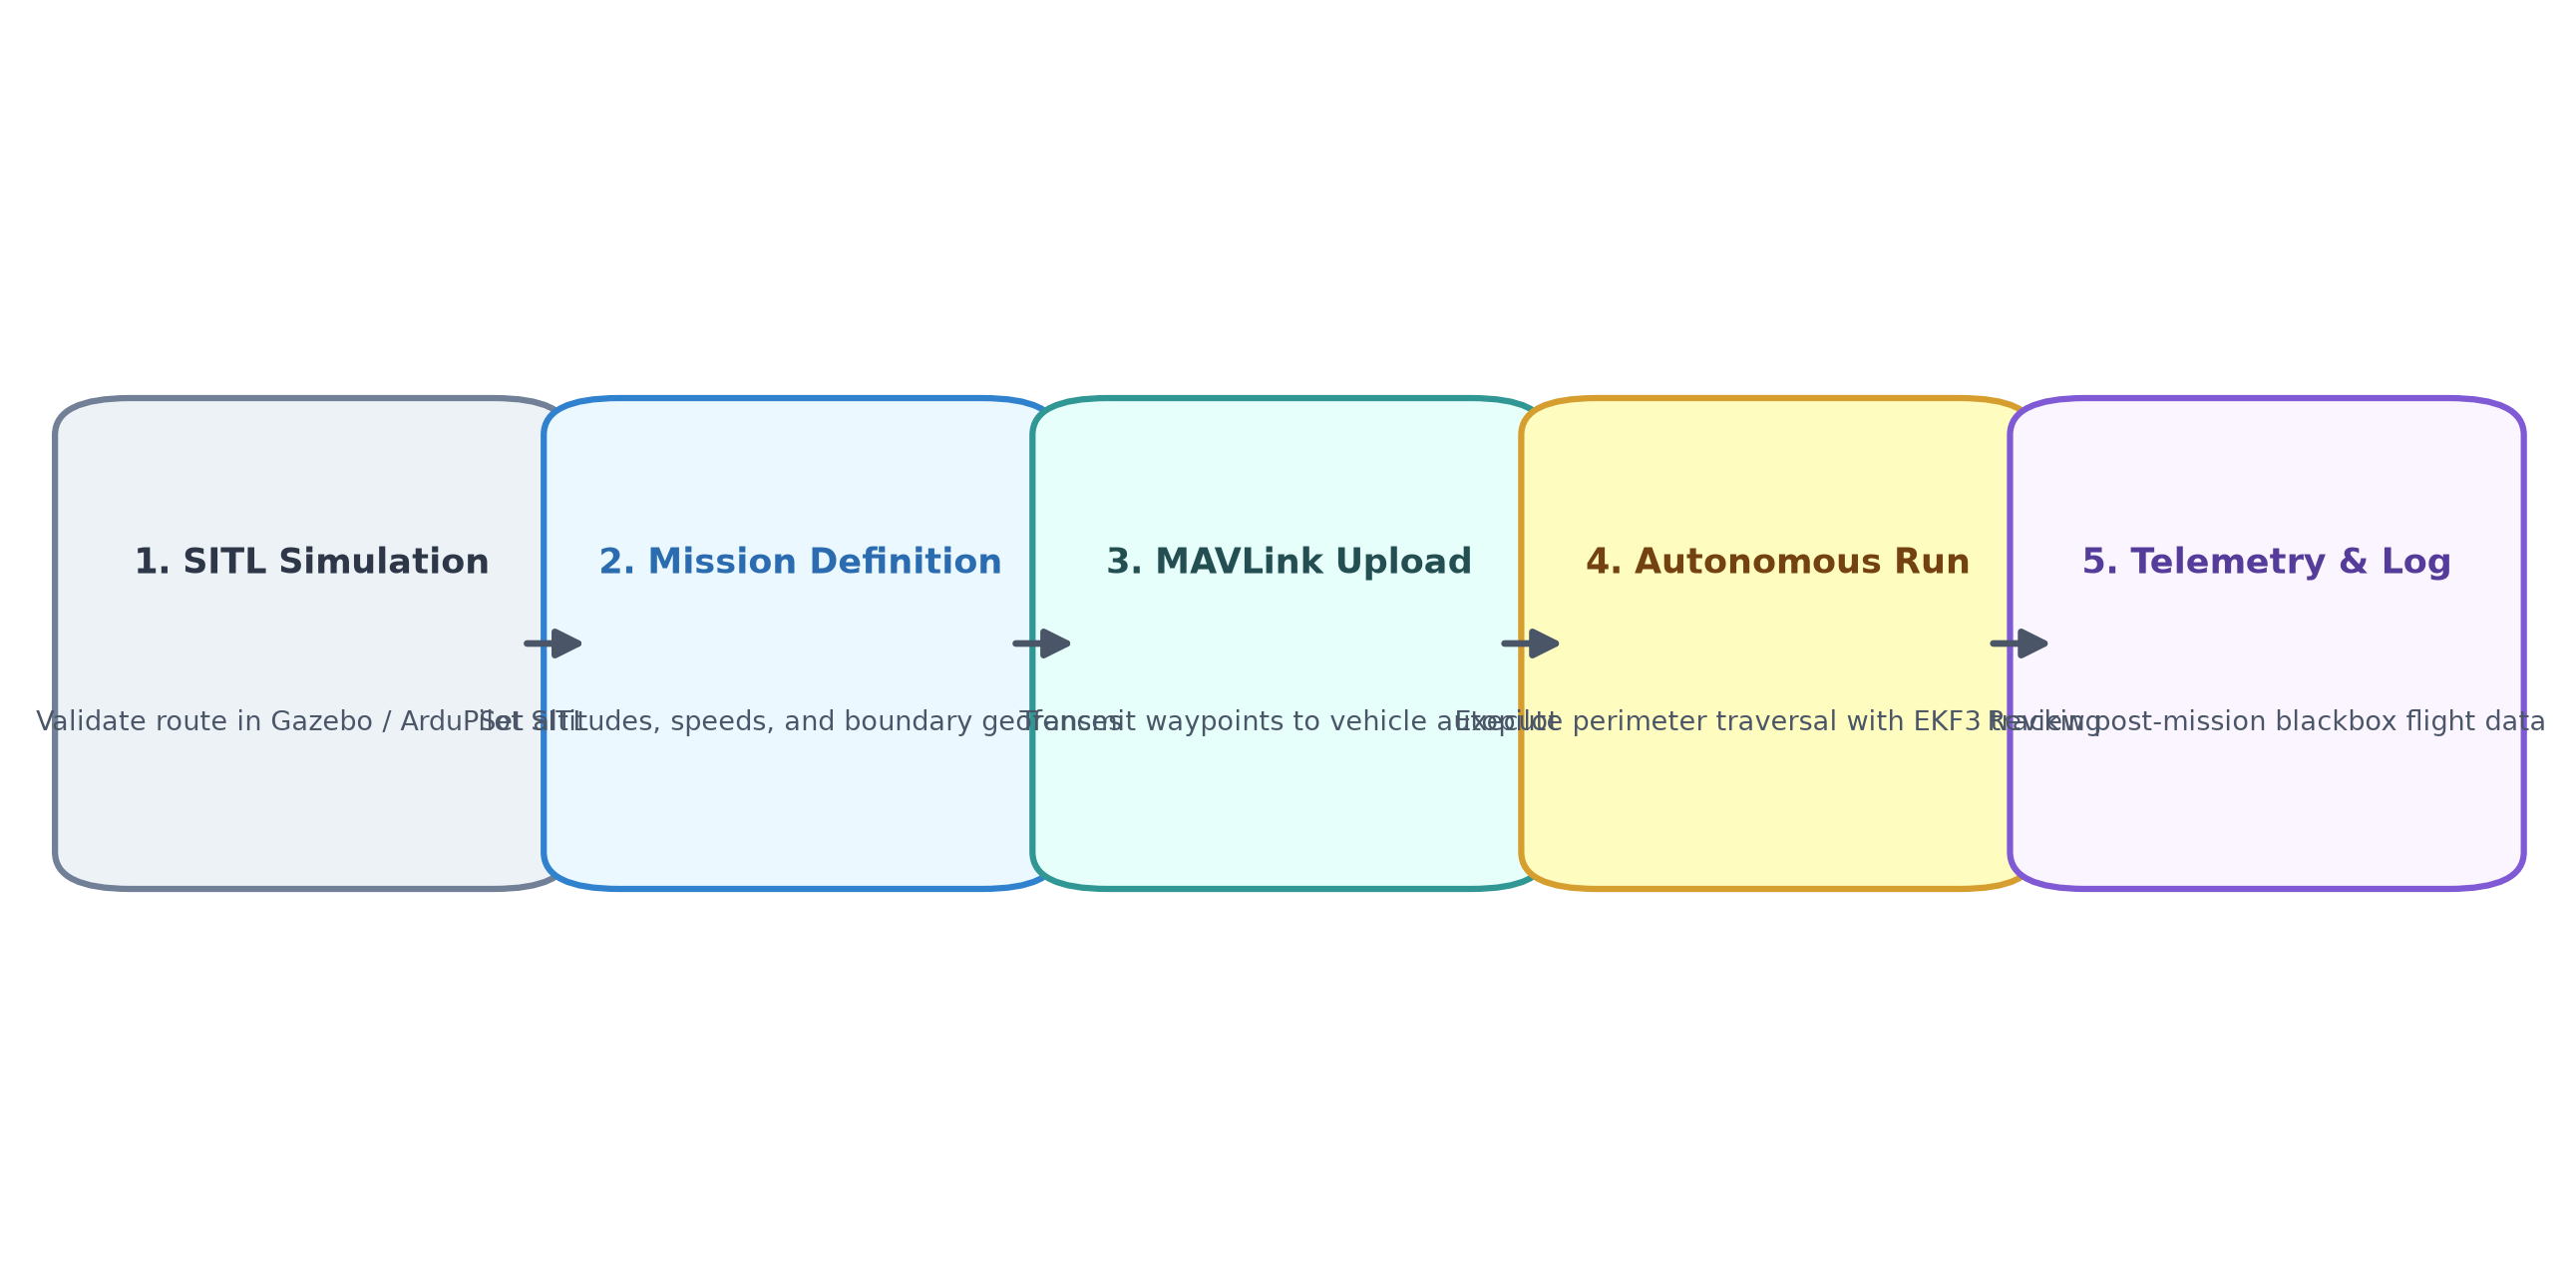 1. SITL Simulation
Validate route in Gazebo / ArduPilot SITL
2. Mission Definition
Set altitudes, speeds, and boundary geofences
3. MAVLink Upload
Transmit waypoints to vehicle autopilot
4. Autonomous Run
Execute perimeter traversal with EKF3 tracking
5. Telemetry & Log
Review post-mission blackbox flight data